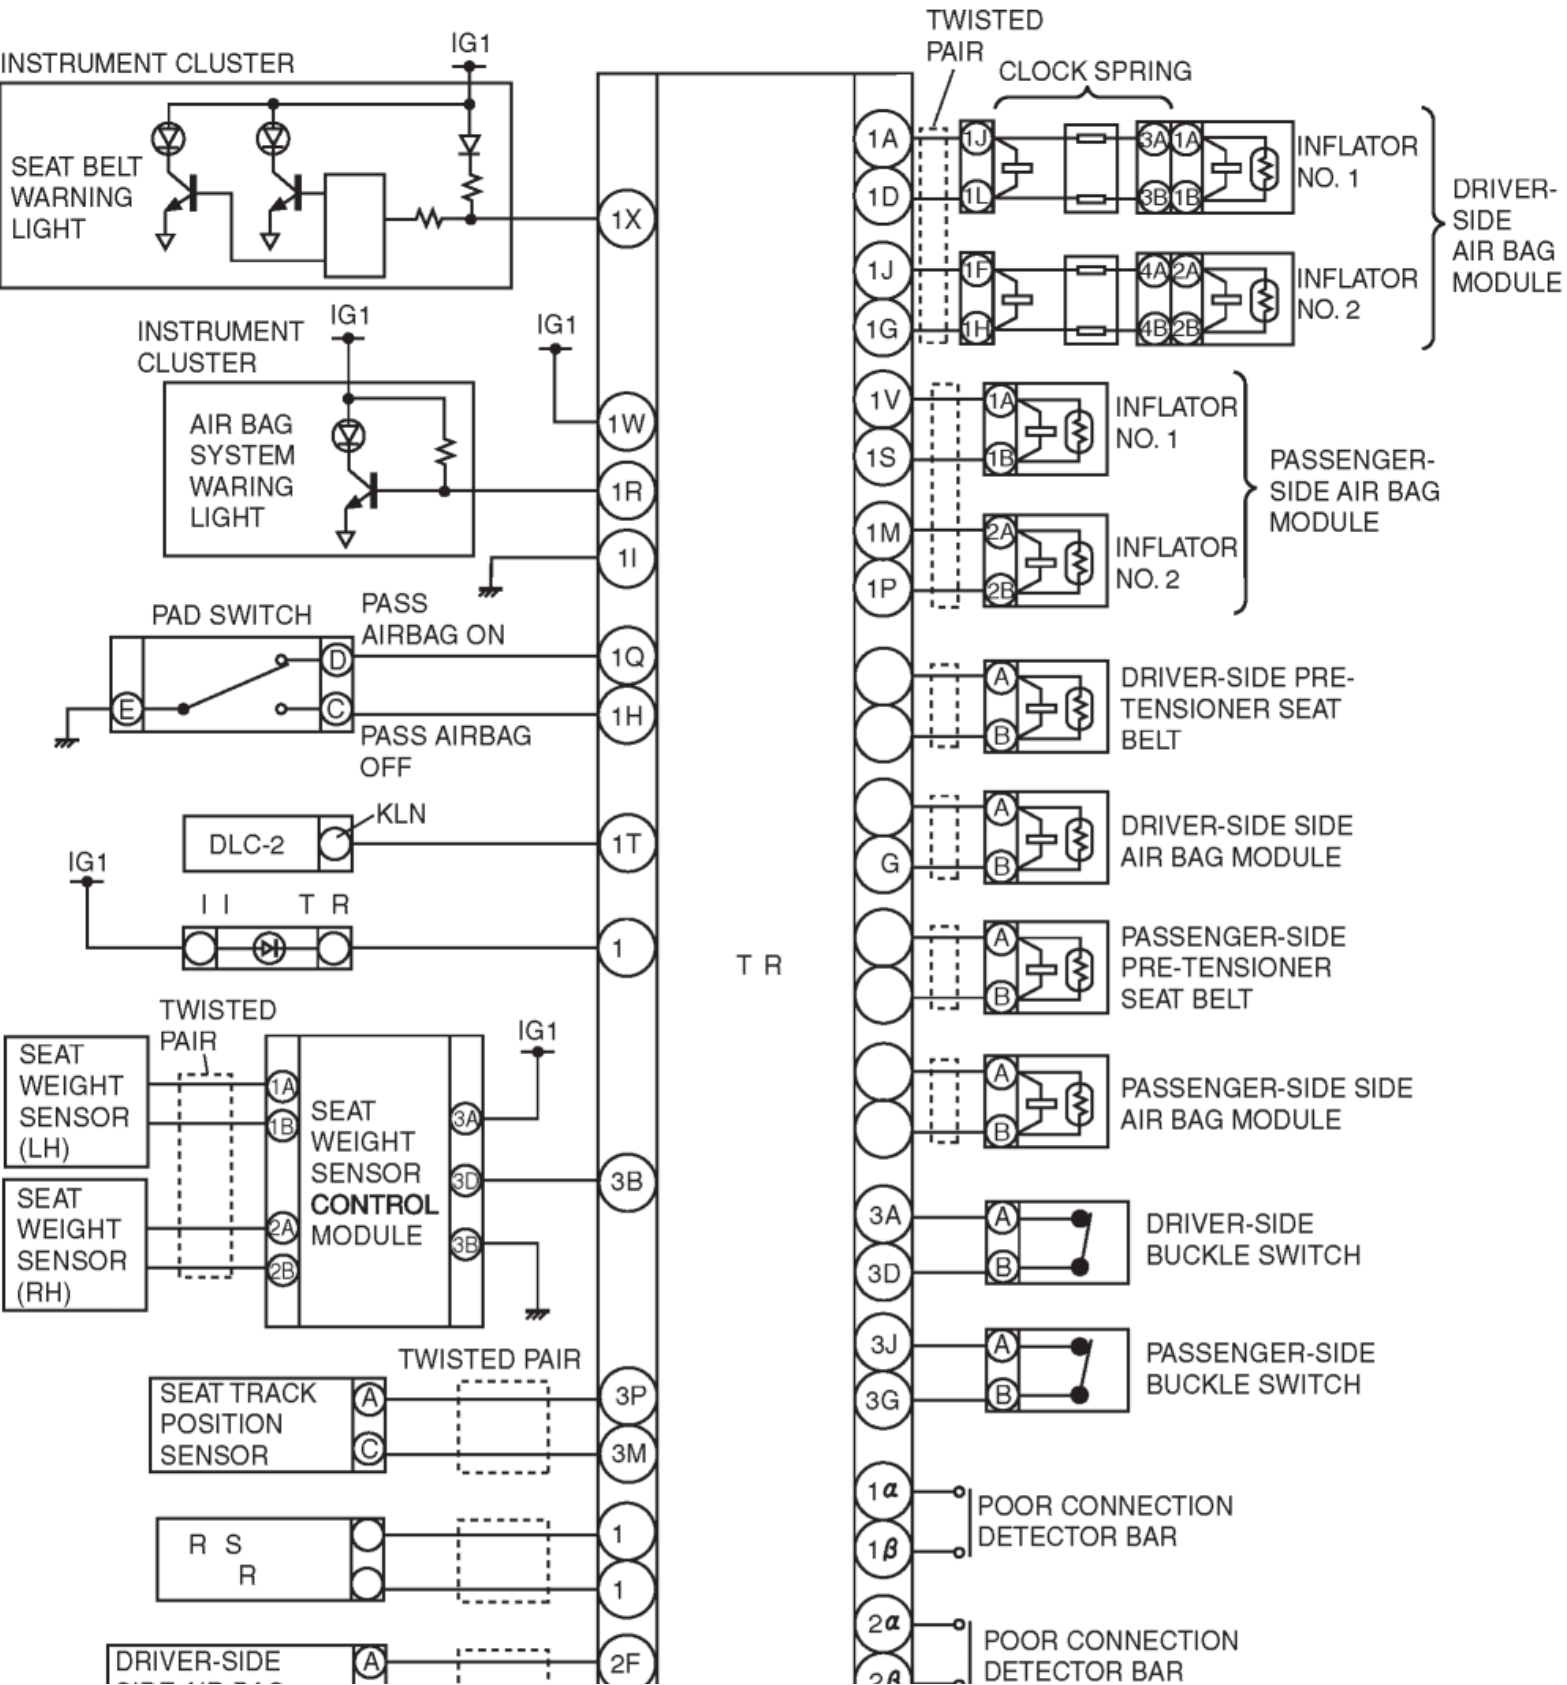 TWISTED
PAIR
CLOCK SPRING
INSTRUMENT CLUSTER
IG1
SEAT BELT
WARNING
LIGHT
1X
INSTRUMENT
CLUSTER
IG1
IG1
AIR BAG
SYSTEM
WARING
LIGHT
1W
1R
1I
PAD SWITCH
PASS
AIRBAG ON
D
E
C
1Q
1H
PASS AIRBAG
OFF
KLN
DLC-2
1T
IG1
I I
T R
1
TWISTED
PAIR
IG1
SEAT
WEIGHT
SENSOR
(LH)
SEAT
WEIGHT
SENSOR
(RH)
1A
1B
2A
2B
SEAT
WEIGHT
SENSOR
CONTROL
MODULE
3A
3D
3B
3B
TWISTED PAIR
SEAT TRACK
POSITION
SENSOR
A
C
3P
3M
R S
R
1
1
DRIVER-SIDE
A
2F
T R
1A
1D
1J
1G
1J
1L
1F
1H
3A
1A
3B
1B
4A
2A
4B
2B
INFLATOR
NO. 1
INFLATOR
NO. 2
DRIVER-
SIDE
AIR BAG
MODULE
1V
1S
1M
1P
1A
1B
2A
2B
INFLATOR
NO. 1
INFLATOR
NO. 2
PASSENGER-
SIDE AIR BAG
MODULE
A
B
DRIVER-SIDE PRE-
TENSIONER SEAT
BELT
G
A
B
DRIVER-SIDE SIDE
AIR BAG MODULE
A
B
PASSENGER-SIDE
PRE-TENSIONER
SEAT BELT
A
B
PASSENGER-SIDE SIDE
AIR BAG MODULE
3A
3D
A
B
DRIVER-SIDE
BUCKLE SWITCH
3J
3G
A
B
PASSENGER-SIDE
BUCKLE SWITCH
1α
1β
POOR CONNECTION
DETECTOR BAR
2α
2β
POOR CONNECTION
DETECTOR BAR